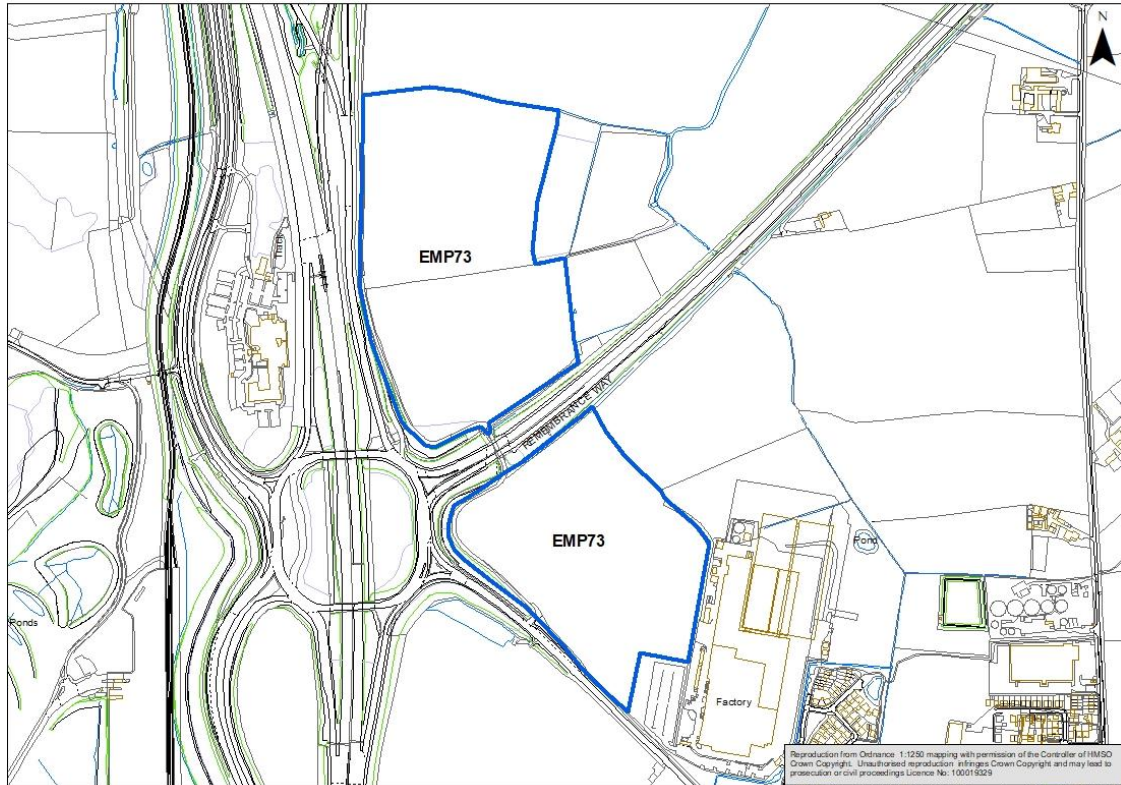 N
Track
EMP73
REMEMBRANCE WAY
EMP73
Pond
Ponds
Factory
Reproduction from Ordnance 1:1250 mapping with permission of the Controller of HMSO
Crown Copyright. Unauthorised reproduction infringes Crown Copyright and may lead to
prosecution or civil proceedings Licence No: 100019329